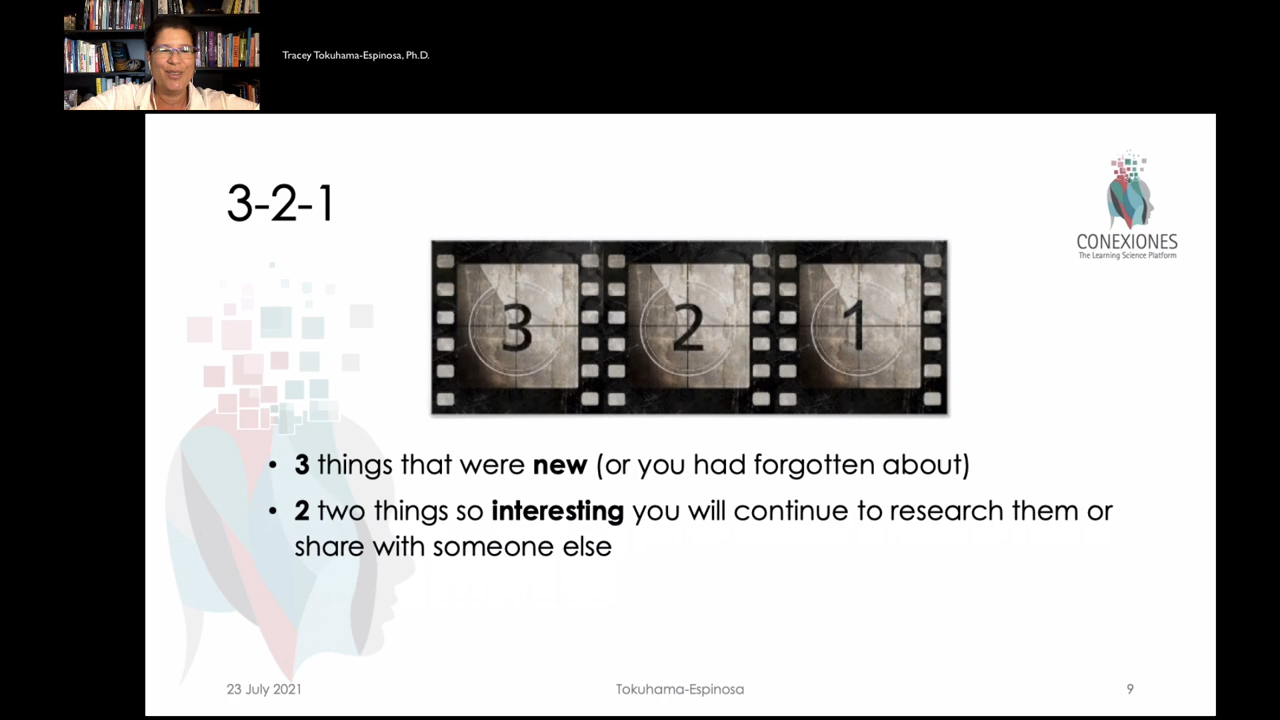 Tracey Tokuhama-Espinosa, Ph.D.
3-2-1
CONEXIONES
The Learning Science Platform
3 2 1
• 3 things that were new (or you had forgotten about)
• 2 two things so interesting you will continue to research them or
share with someone else
23 July 2021
Tokuhama-Espinosa
9